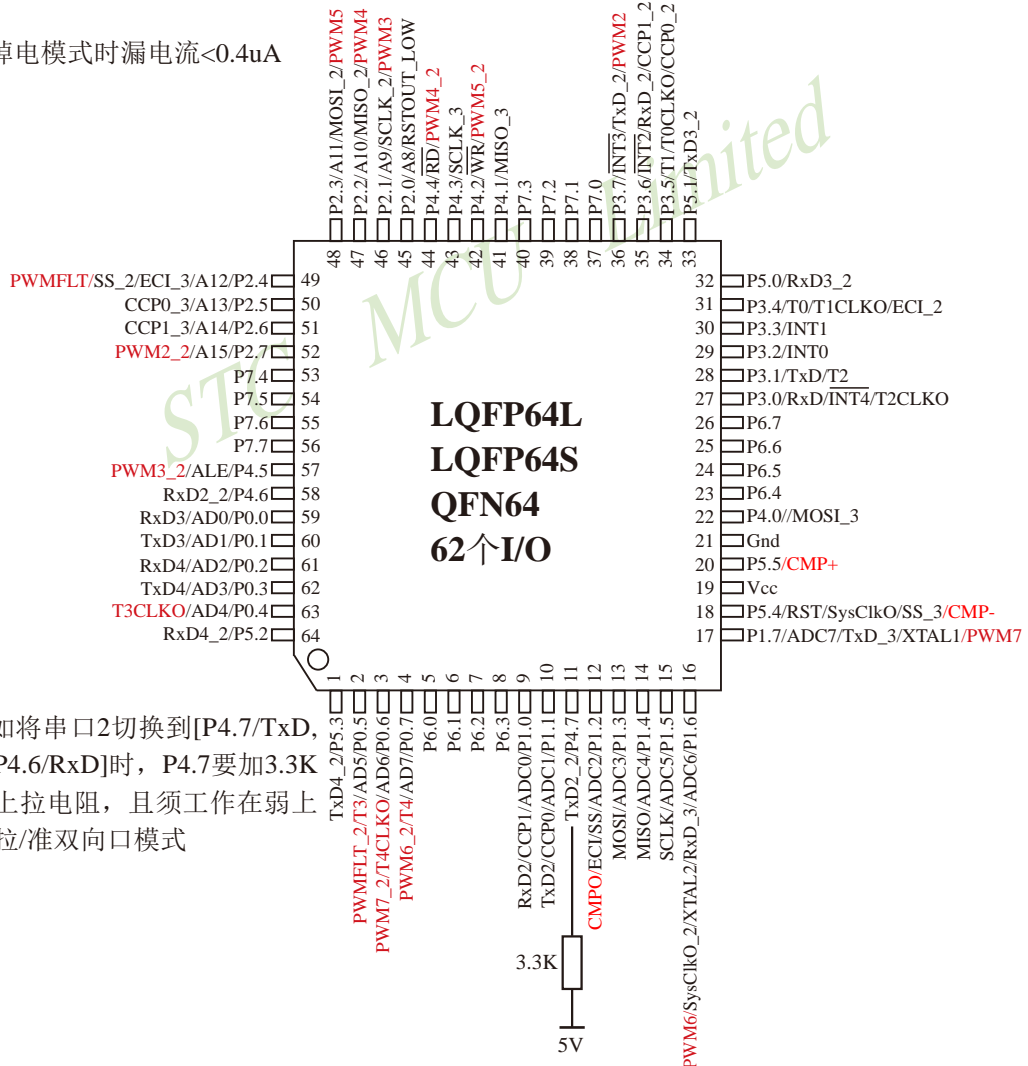 掉电模式时漏电流<0.4uA
P2.3/A11/MOSI_2/PWM5
P2.2/A10/MISO_2/PWM4
P2.1/A9/SCLK_2/PWM3
P2.0/A8/RSTOUT_LOW
P4.4/RD/PWM4_2
P4.3/SCLK_3
P4.2/WR/PWM5_2
P4.1/MISO_3
P7.3
P7.2
P7.1
P7.0
P3.7/INT3/TxD_2/PWM2
P3.6/INT2/RxD_2/CCP1_2
P3.5/T1/T0CLKO/CCP0_2
P5.1/TxD3_2
48
47
46
45
44
43
42
41
40
39
38
37
36
35
34
33
STC MCU Limited
PWMFLT/SS_2/ECI_3/A12/P2.4 49
CCP0_3/A13/P2.5 50
CCP1_3/A14/P2.6 51
PWM2_2/A15/P2.7 52
P7.4 53
P7.5 54
P7.6 55
P7.7 56
PWM3_2/ALE/P4.5 57
RxD2_2/P4.6 58
RxD3/AD0/P0.0 59
TxD3/AD1/P0.1 60
RxD4/AD2/P0.2 61
TxD4/AD3/P0.3 62
T3CLKO/AD4/P0.4 63
RxD4_2/P5.2 64
LQFP64L
LQFP64S
QFN64
62个I/O
32 P5.0/RxD3_2
31 P3.4/T0/T1CLKO/ECI_2
30 P3.3/INT1
29 P3.2/INT0
28 P3.1/TxD/T2
27 P3.0/RxD/INT4/T2CLKO
26 P6.7
25 P6.6
24 P6.5
23 P6.4
22 P4.0//MOSI_3
21 Gnd
20 P5.5/CMP+
19 Vcc
18 P5.4/RST/SysClkO/SS_3/CMP-
17 P1.7/ADC7/TxD_3/XTAL1/PWM7
1
2
3
4
5
6
7
8
9
10
11
12
13
14
15
16
TxD4_2/P5.3
PWMFLT_2/T3/AD5/P0.5
PWM7_2/T4CLKO/AD6/P0.6
PWM6_2/T4/AD7/P0.7
P6.0
P6.1
P6.2
P6.3
RxD2/CCP1/ADC0/P1.0
TxD2/CCP0/ADC1/P1.1
TxD2_2/P4.7
CMPO/ECI/SS/ADC2/P1.2
MOSI/ADC3/P1.3
MISO/ADC4/P1.4
SCLK/ADC5/P1.5
PWM6/SysClkO_2/XTAL2/RxD_3/ADC6/P1.6
如将串口2切换到[P4.7/TxD,
P4.6/RxD]时，P4.7要加3.3K
上拉电阻，且须工作在弱上
拉/准双向口模式
3.3K
5V